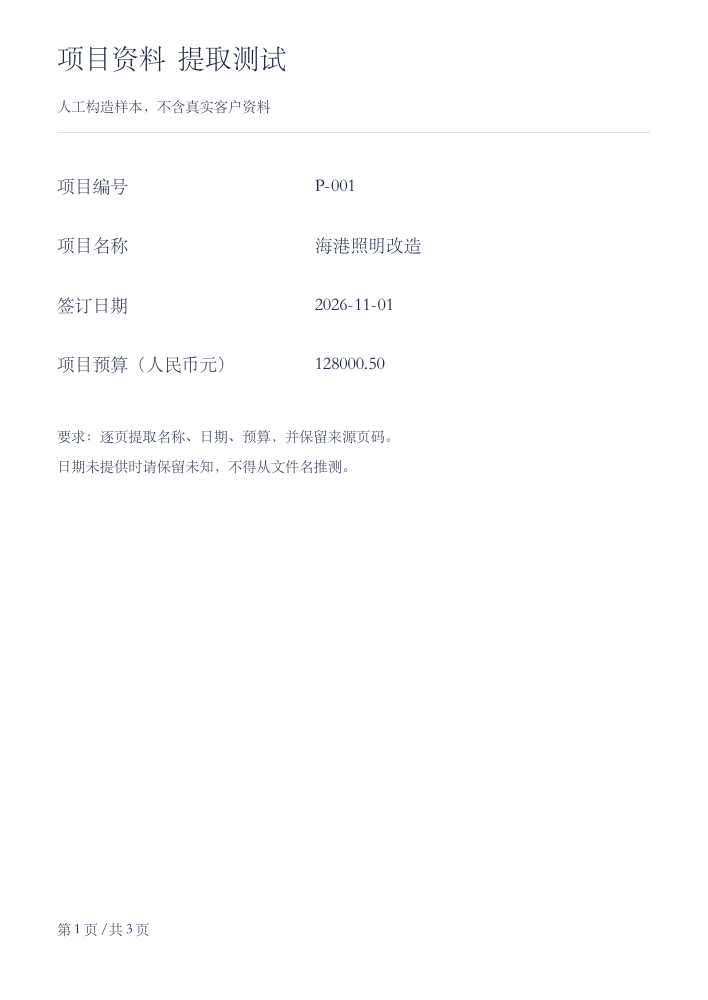 项目资料 提取测试
人工构造样本，不含真实客户资料
项目编号 P-001
项目名称 海港照明改造
签订日期 2026-11-01
项目预算（人民币元） 128000.50
要求：逐页提取名称、日期、预算，并保留来源页码。
日期未提供时请保留未知，不得从文件名推测。
第 1 页 / 共 3 页